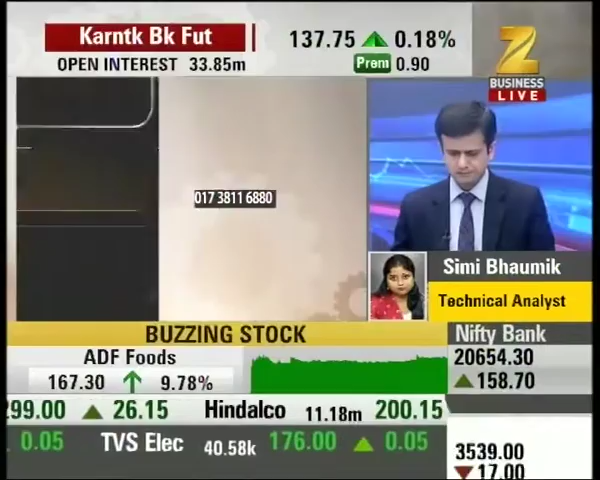 Karntk Bk Fut
137.75 0.18%
OPEN INTEREST 33.85m
Prem 0.90
Z
BUSINESS
LIVE
017 3811 6880
Simi Bhaumik
Technical Analyst
BUZZING STOCK
Nifty Bank
ADF Foods
20654.30
167.30 9.78%
158.70
299.00 26.15 Hindalco 11.18m 200.15
0.05 TVS Elec 40.58k 176.00 0.05
3539.00
17.00